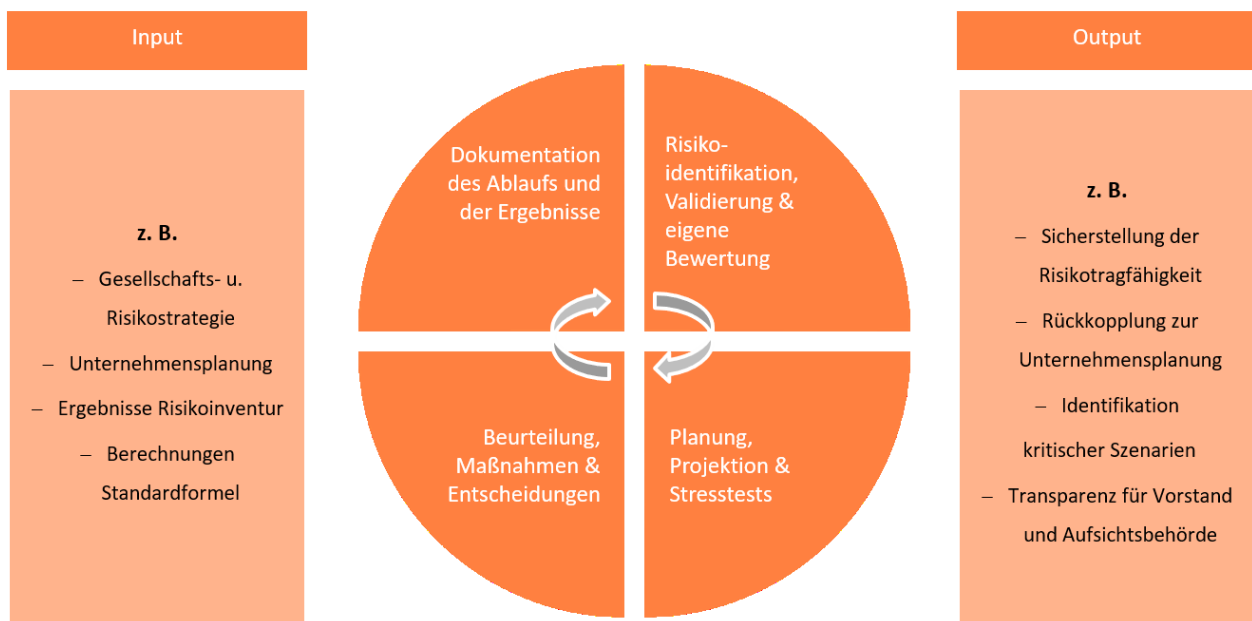 Input
z. B.
– Gesellschafts- u.
Risikostrategie
– Unternehmensplanung
– Ergebnisse Risikoinventur
– Berechnungen
Standardformel
Dokumentation
des Ablaufs und
der Ergebnisse
Risiko-
identifikation,
Validierung &
eigene
Bewertung
Beurteilung,
Maßnahmen &
Entscheidungen
Planung,
Projektion &
Stresstests
Output
z. B.
– Sicherstellung der
Risikotragfähigkeit
– Rückkopplung zur
Unternehmensplanung
– Identifikation
kritischer Szenarien
– Transparenz für Vorstand
und Aufsichtsbehörde